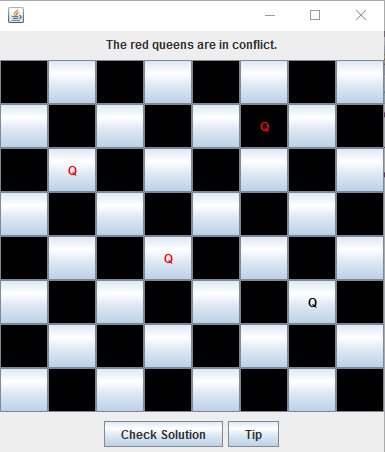 The red queens are in conflict.
Q
Q
Q
Q
Check Solution Tip